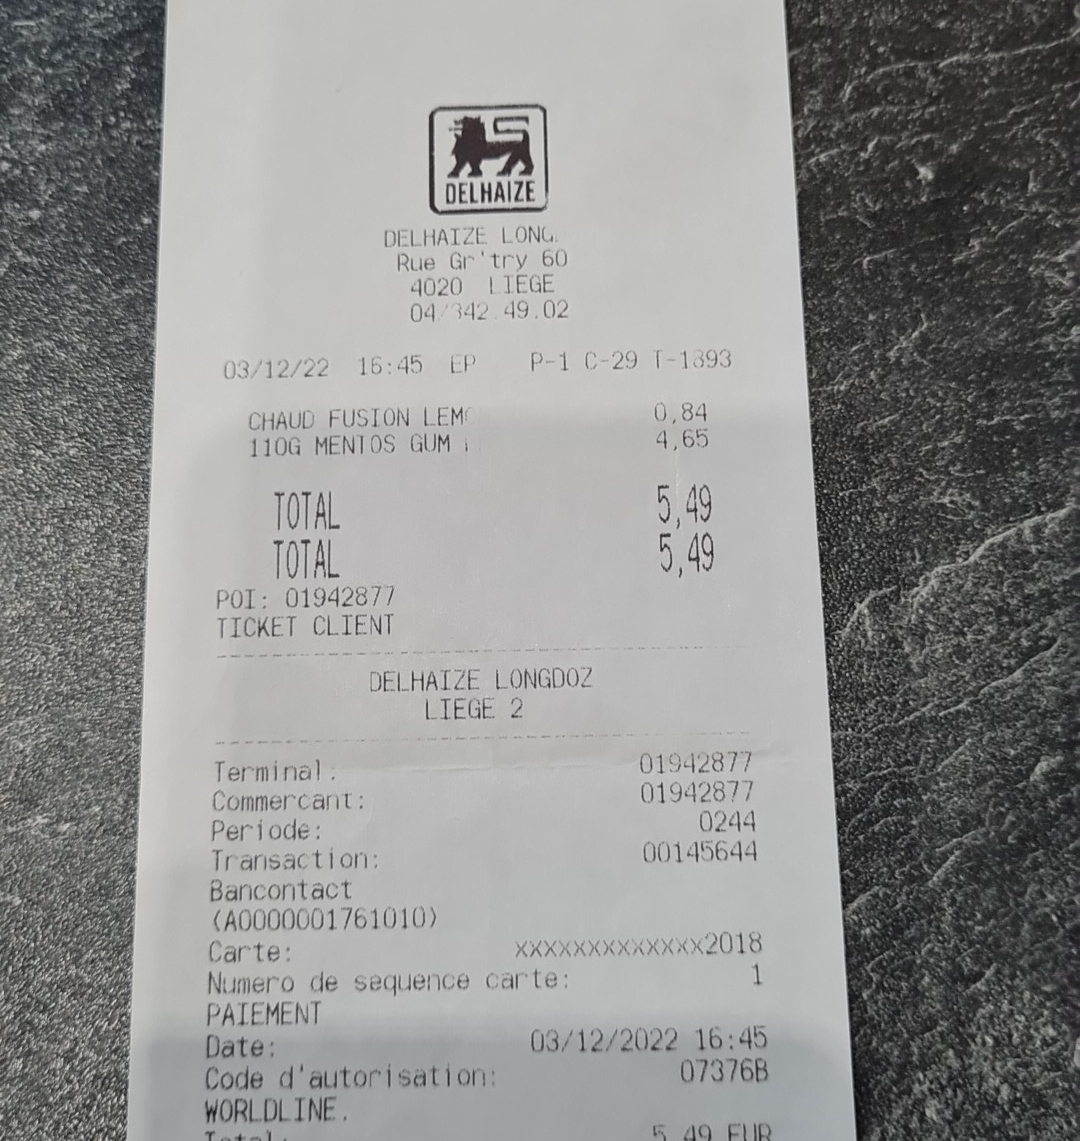 DELHAIZE
DELHAIZE LONG.
Rue Gr'try 60
4020 LIEGE
04/342.49.02
03/12/22 16:45 EP P-1 C-29 T-1893
CHAUD FUSION LEMO 0,84
110G MENTOS GUM 4,65
TOTAL 5,49
TOTAL 5,49
POI: 01942877
TICKET CLIENT
DELHAIZE LONGDOZ
LIEGE 2
Terminal: 01942877
Commercant: 01942877
Periode: 0244
Transaction: 00145644
Bancontact
(A0000001761010)
Carte: xxxxxxxxxxxxx2018
Numero de sequence carte: 1
PAIEMENT
Date: 03/12/2022 16:45
Code d'autorisation: 07376B
WORLDLINE.
Total: 5,49 EUR